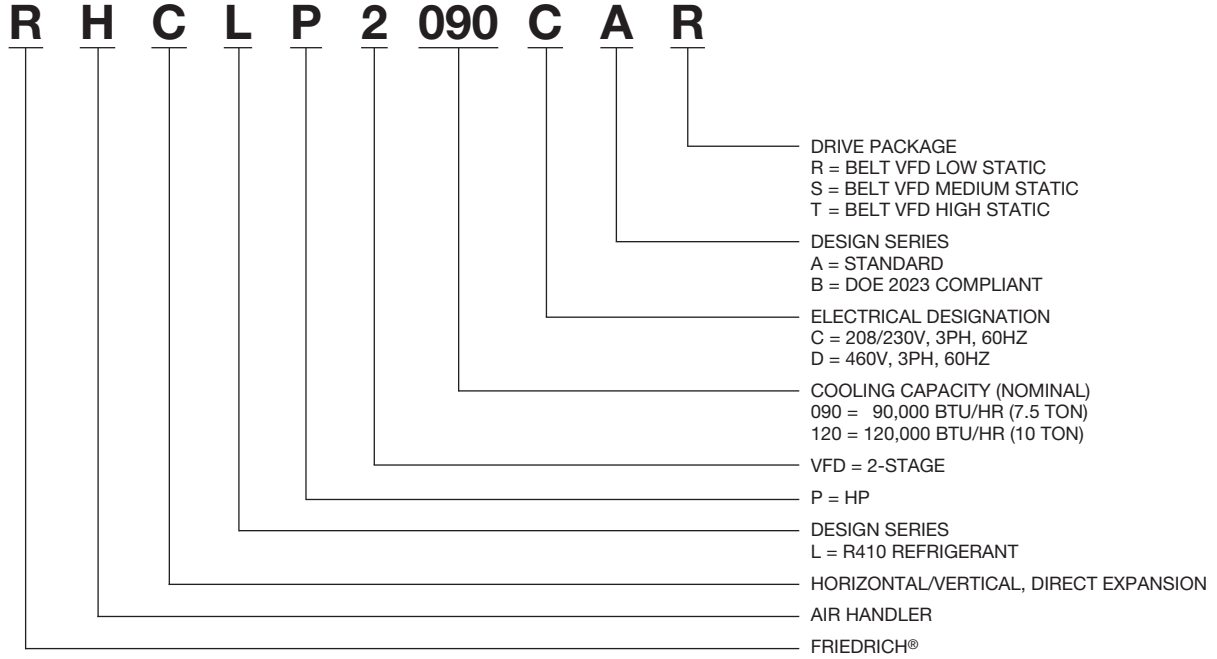 R H C L P 2 090 C A R
DRIVE PACKAGE
R = BELT VFD LOW STATIC
S = BELT VFD MEDIUM STATIC
T = BELT VFD HIGH STATIC
DESIGN SERIES
A = STANDARD
B = DOE 2023 COMPLIANT
ELECTRICAL DESIGNATION
C = 208/230V, 3PH, 60HZ
D = 460V, 3PH, 60HZ
COOLING CAPACITY (NOMINAL)
090 = 90,000 BTU/HR (7.5 TON)
120 = 120,000 BTU/HR (10 TON)
VFD = 2-STAGE
P = HP
DESIGN SERIES
L = R410 REFRIGERANT
HORIZONTAL/VERTICAL, DIRECT EXPANSION
AIR HANDLER
FRIEDRICH®